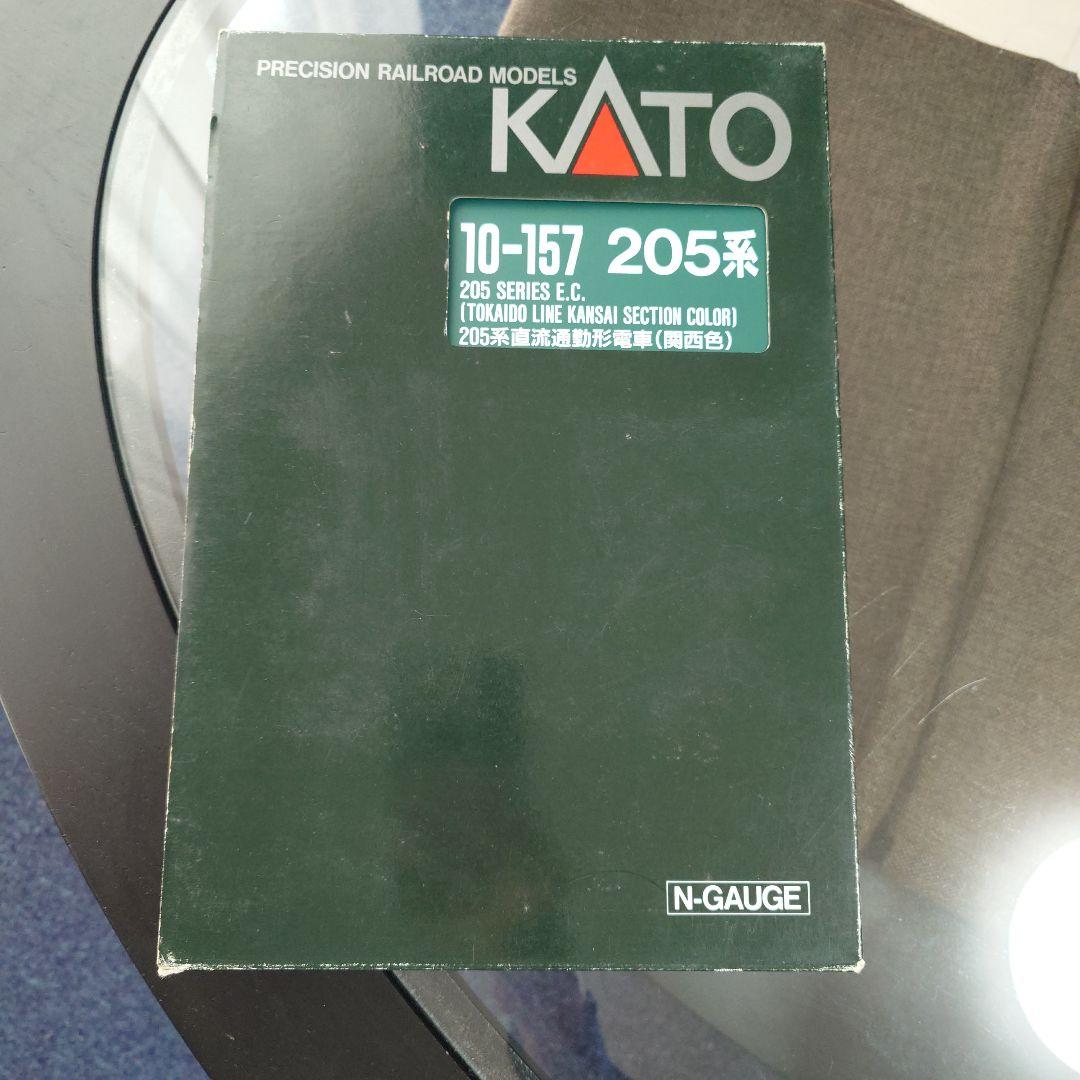 PRECISION RAILROAD MODELS
KATO
10-157 205系
205 SERIES E.C.
(TOKAIDO LINE KANSAI SECTION COLOR)
205系直流通勤形電車(関西色)
N-GAUGE